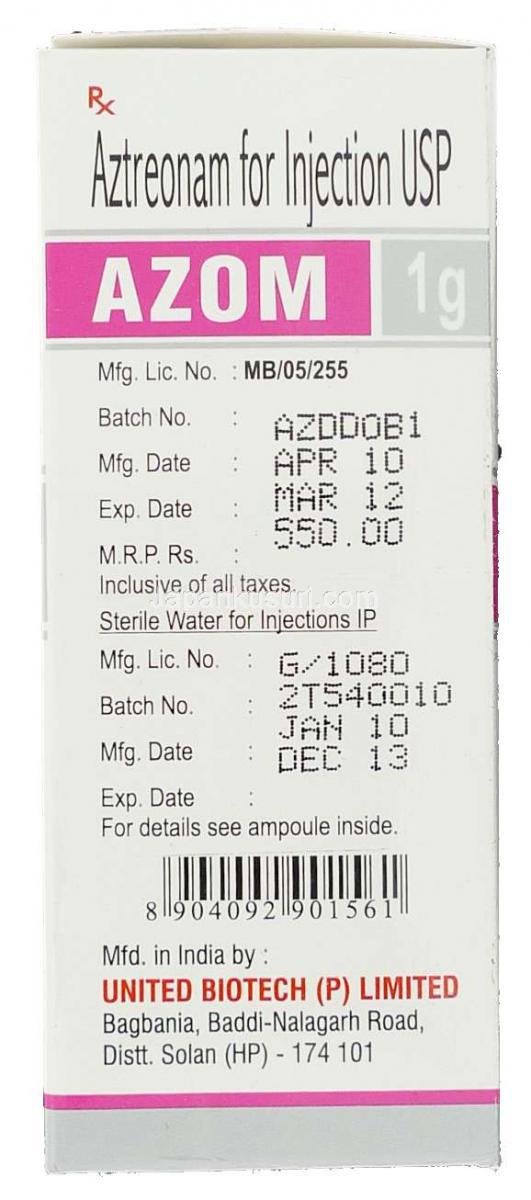 Rx
Aztreonam for Injection USP
AZOM 1g
Mfg. Lic. No. : MB/05/255
Batch No. : AZDD0B1
Mfg. Date : APR 10
Exp. Date : MAR 12
M.R.P. Rs. : 550.00
Inclusive of all taxes.
Japankusuri.com
Sterile Water for Injections IP
Mfg. Lic. No. : G/1080
Batch No. : 2T540010
Mfg. Date : JAN 10
Exp. Date : DEC 13
For details see ampoule inside.
8 904092 901561
Mfd. in India by :
UNITED BIOTECH (P) LIMITED
Bagbania, Baddi-Nalagarh Road,
Distt. Solan (HP) - 174 101